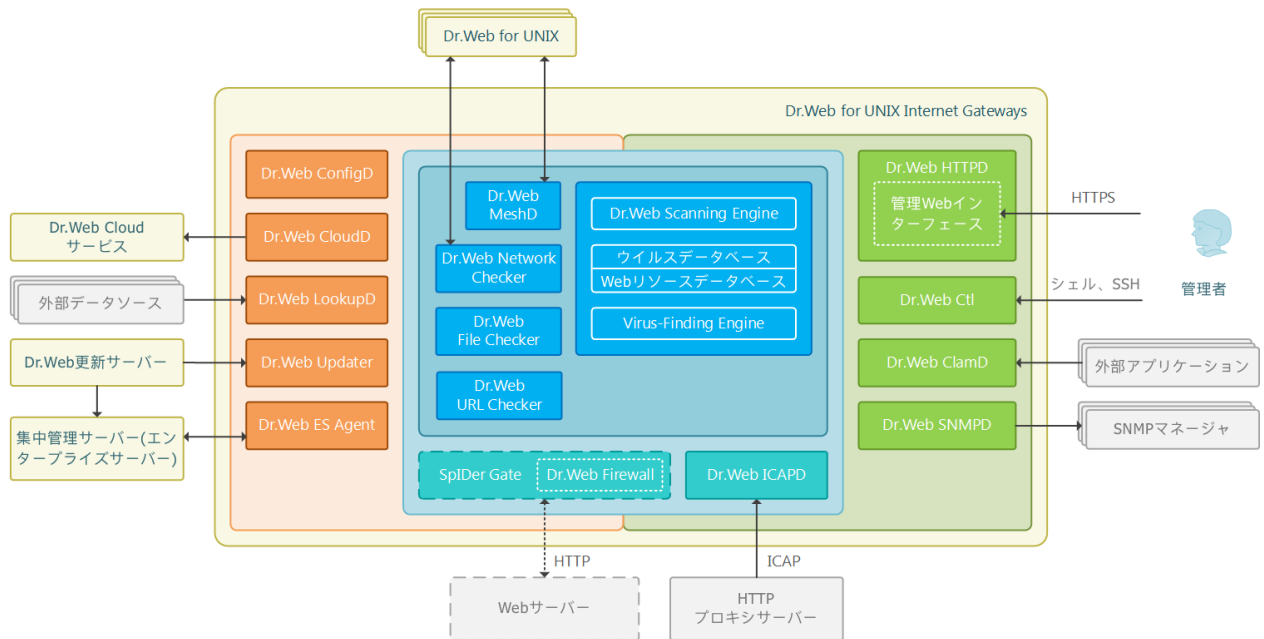 Dr.Web for UNIX
Dr.Web for UNIX Internet Gateways
Dr.Web ConfigD
Dr.Web CloudD
Dr.Web LookupD
Dr.Web Updater
Dr.Web ES Agent
Dr.Web Cloud
サービス
外部データソース
Dr.Web更新サーバー
集中管理サーバー(エン
タープライズサーバー)
Dr.Web
MeshD
Dr.Web Network
Checker
Dr.Web
File Checker
Dr.Web
URL Checker
Dr.Web Scanning Engine
ウイルスデータベース
Webリソースデータベース
Virus-Finding Engine
SpIDer Gate
Dr.Web Firewall
Dr.Web ICAPD
Dr.Web HTTPD
管理Webイン
ターフェース
Dr.Web Ctl
Dr.Web ClamD
Dr.Web SNMPD
HTTPS
シェル、SSH
管理者
外部アプリケーション
SNMPマネージャ
HTTP
ICAP
Webサーバー
HTTP
プロキシサーバー